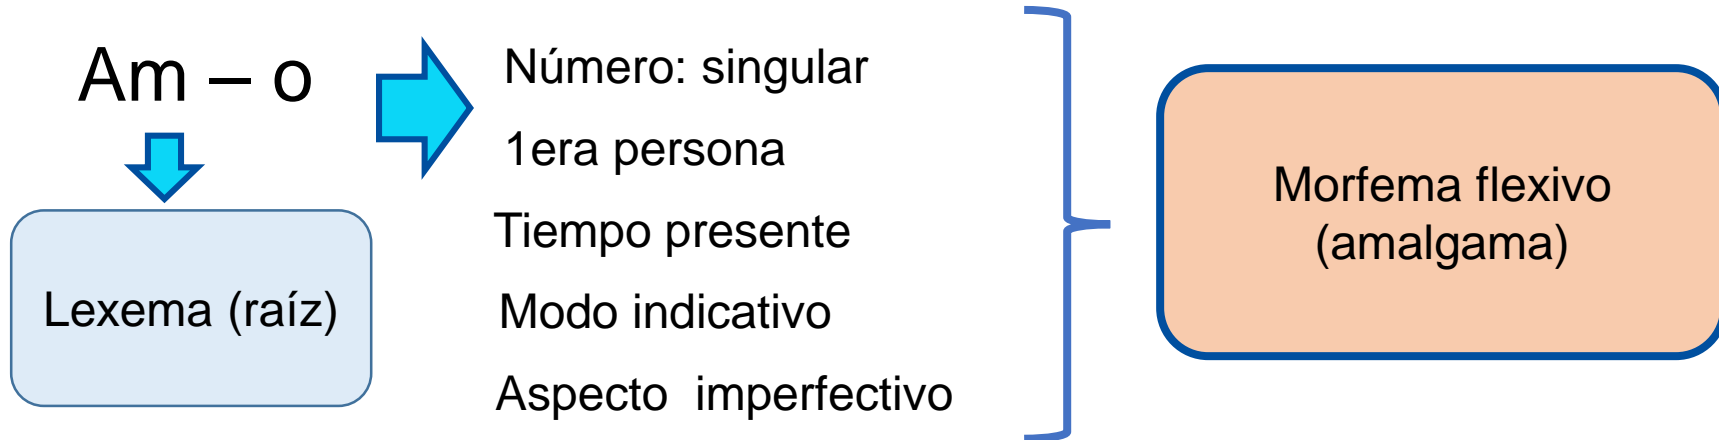 Am – o
Número: singular
1era persona
Tiempo presente
Modo indicativo
Aspecto imperfectivo
Lexema (raíz)
Morfema flexivo
(amalgama)